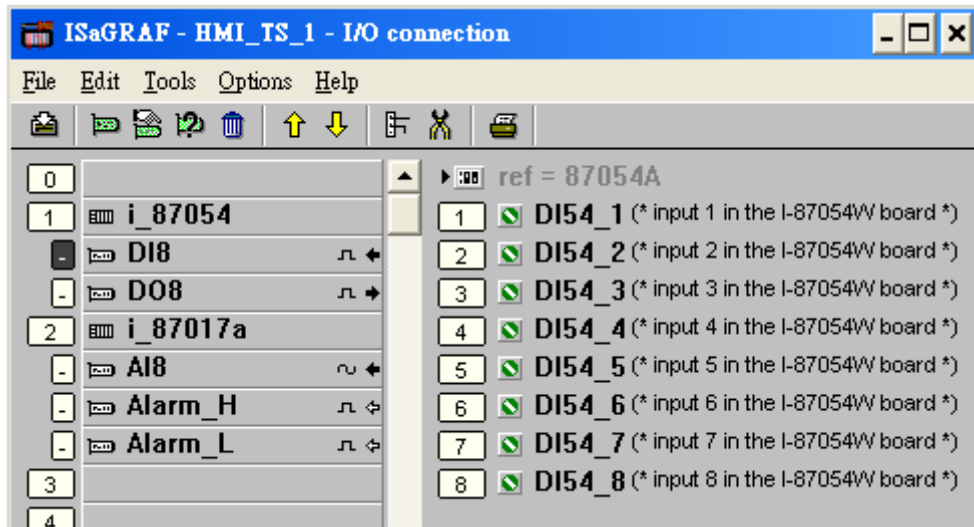 ISaGRAF - HMI_TS_1 - I/O connection
File Edit Tools Options Help
0
1 i_87054
- DI8
- DO8
2 i_87017a
- AI8
- Alarm_H
- Alarm_L
3
4
ref = 87054A
1 DI54_1 (* input 1 in the I-87054W board *)
2 DI54_2 (* input 2 in the I-87054W board *)
3 DI54_3 (* input 3 in the I-87054W board *)
4 DI54_4 (* input 4 in the I-87054W board *)
5 DI54_5 (* input 5 in the I-87054W board *)
6 DI54_6 (* input 6 in the I-87054W board *)
7 DI54_7 (* input 7 in the I-87054W board *)
8 DI54_8 (* input 8 in the I-87054W board *)